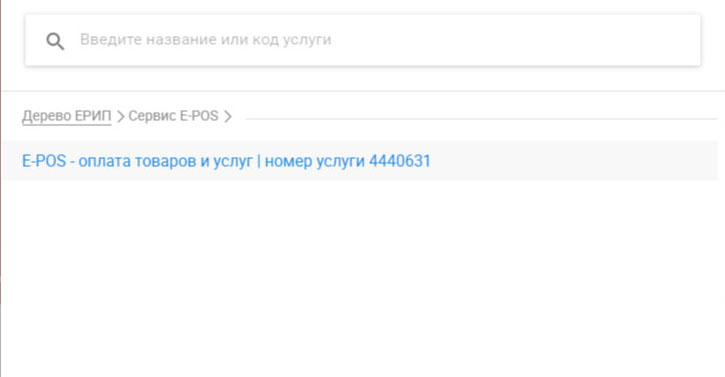 Введите название или код услуги
Дерево ЕРИП > Сервис E-POS >
E-POS - оплата товаров и услуг | номер услуги 4440631